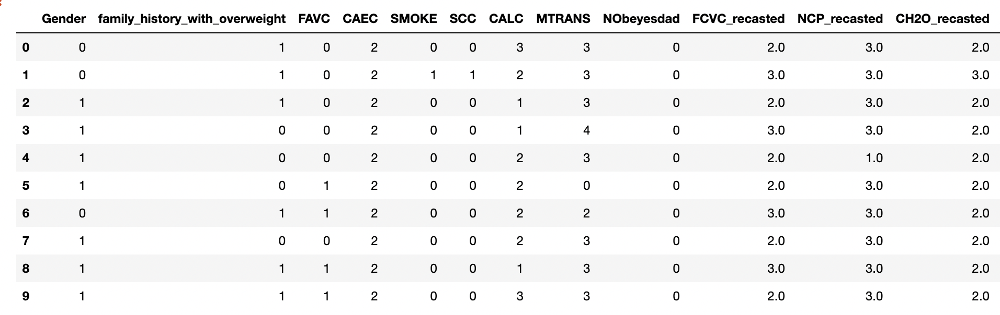 Gender family_history_with_overweight FAVC CAEC SMOKE SCC CALC MTRANS NObeyesdad FCVC_recasted NCP_recasted CH2O_recasted
0 0 1 0 2 0 0 3 3 0 2.0 3.0 2.0
1 0 1 0 2 1 1 2 3 0 3.0 3.0 3.0
2 1 1 0 2 0 0 1 3 0 2.0 3.0 2.0
3 1 0 0 2 0 0 1 4 0 3.0 3.0 2.0
4 1 0 0 2 0 0 2 3 0 2.0 1.0 2.0
5 1 0 1 2 0 0 2 0 0 2.0 3.0 2.0
6 0 1 1 2 0 0 2 2 0 3.0 3.0 2.0
7 1 0 0 2 0 0 2 3 0 2.0 3.0 2.0
8 1 1 1 2 0 0 1 3 0 3.0 3.0 2.0
9 1 1 1 2 0 0 3 3 0 2.0 3.0 2.0